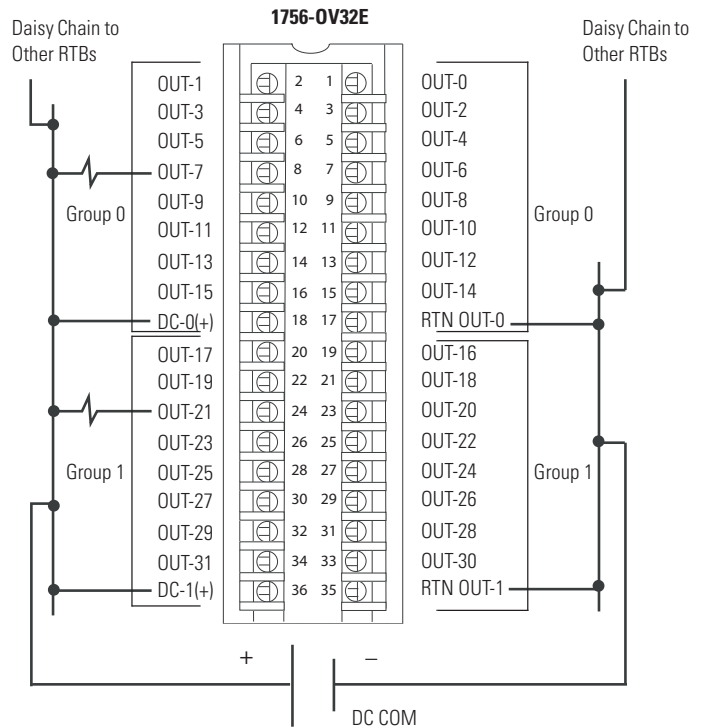 1756-OV32E
Daisy Chain to
Other RTBs
Daisy Chain to
Other RTBs
OUT-1 2 1 OUT-0
OUT-3 4 3 OUT-2
OUT-5 6 5 OUT-4
OUT-7 8 7 OUT-6
OUT-9 10 9 OUT-8
Group 0
Group 0
OUT-11 12 11 OUT-10
OUT-13 14 13 OUT-12
OUT-15 16 15 OUT-14
DC-0(+) 18 17 RTN OUT-0
OUT-17 20 19 OUT-16
OUT-19 22 21 OUT-18
OUT-21 24 23 OUT-20
OUT-23 26 25 OUT-22
Group 1 OUT-25 28 27 OUT-24 Group 1
OUT-27 30 29 OUT-26
OUT-29 32 31 OUT-28
OUT-31 34 33 OUT-30
DC-1(+) 36 35 RTN OUT-1
+ –
DC COM